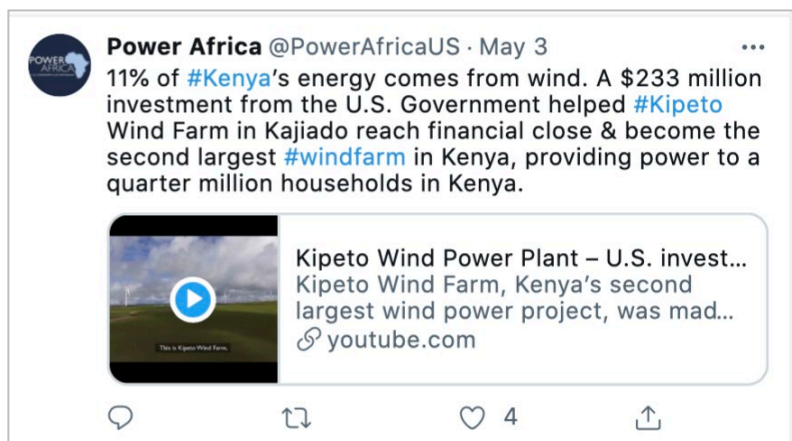 POWER
AFRICA
Power Africa @PowerAfricaUS · May 3
11% of #Kenya's energy comes from wind. A $233 million
investment from the U.S. Government helped #Kipeto
Wind Farm in Kajiado reach financial close & become the
second largest #windfarm in Kenya, providing power to a
quarter million households in Kenya.
Kipeto Wind Power Plant – U.S. invest...
Kipeto Wind Farm, Kenya's second
largest wind power project, was mad...
youtube.com
This is Kipeto Wind Farm,
4